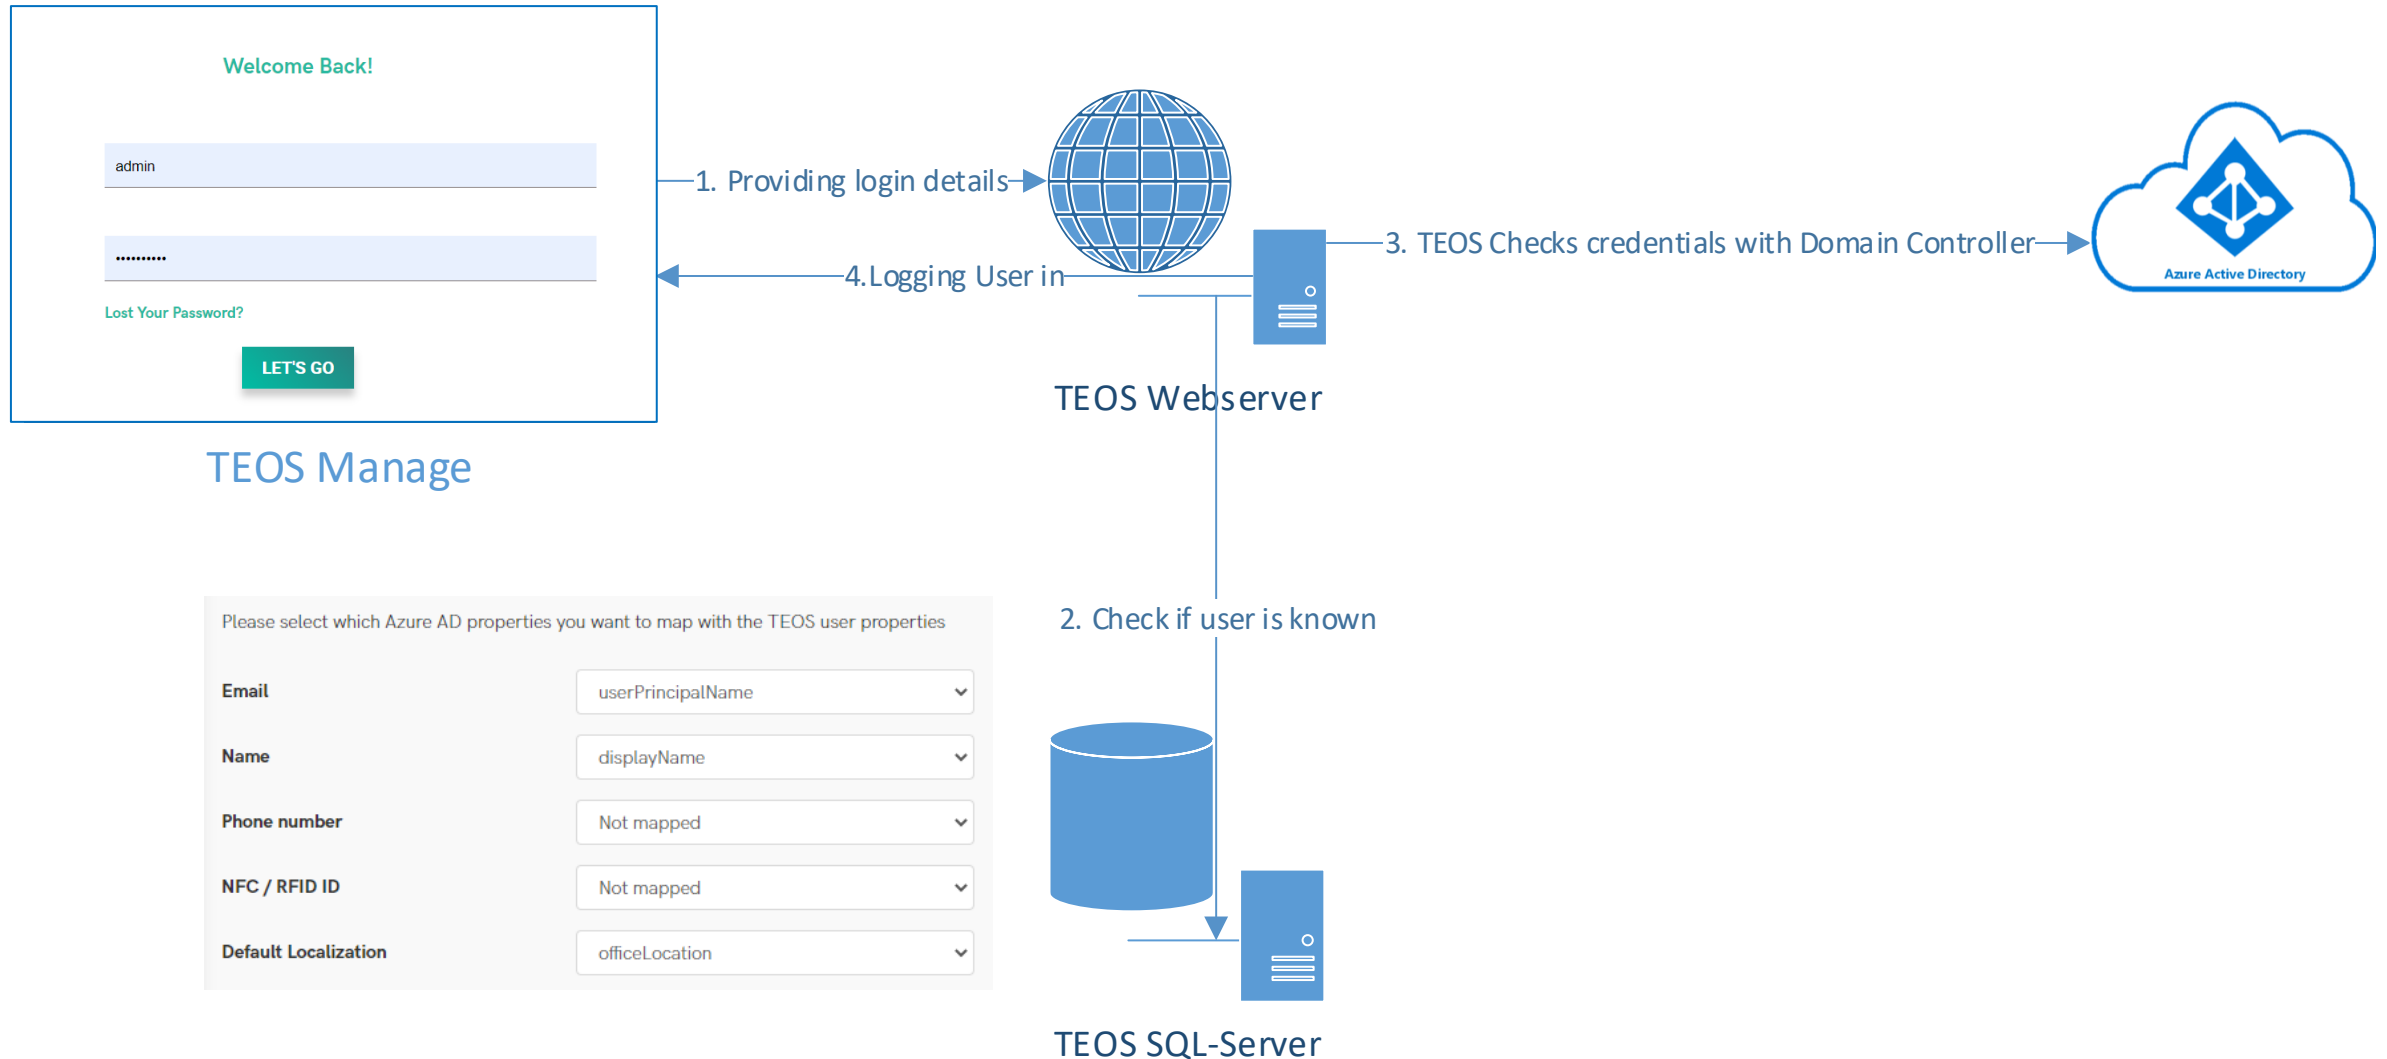 Welcome Back!
admin
••••••••••
Lost Your Password?
LET'S GO
TEOS Manage
1. Providing login details
4.Logging User in
TEOS Webserver
3. TEOS Checks credentials with Domain Controller
Azure Active Directory
2. Check if user is known
TEOS SQL-Server
Please select which Azure AD properties you want to map with the TEOS user properties
Email userPrincipalName
Name displayName
Phone number Not mapped
NFC / RFID ID Not mapped
Default Localization officeLocation